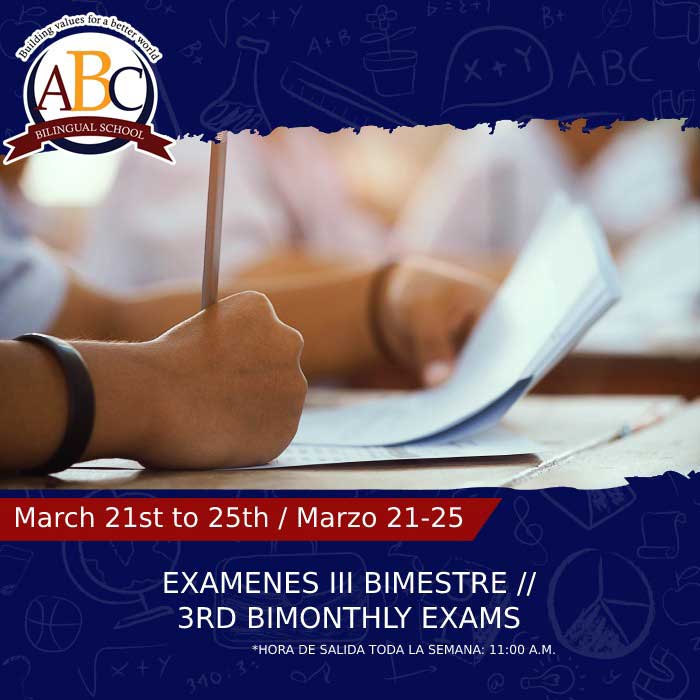 Building values for a better world
ABC
BILINGUAL SCHOOL
A+B
B+
X+Y
ABC
March 21st to 25th / Marzo 21-25
EXAMENES III BIMESTRE //
3RD BIMONTHLY EXAMS
*HORA DE SALIDA TODA LA SEMANA: 11:00 A.M.